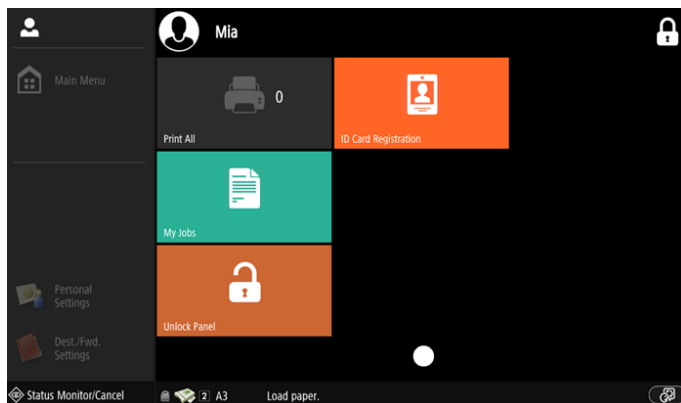 Mia
Main Menu
0
Print All
ID Card Registration
My Jobs
Personal
Settings
Unlock Panel
Dest./Fwd.
Settings
Status Monitor/Cancel
2 A3 Load paper.